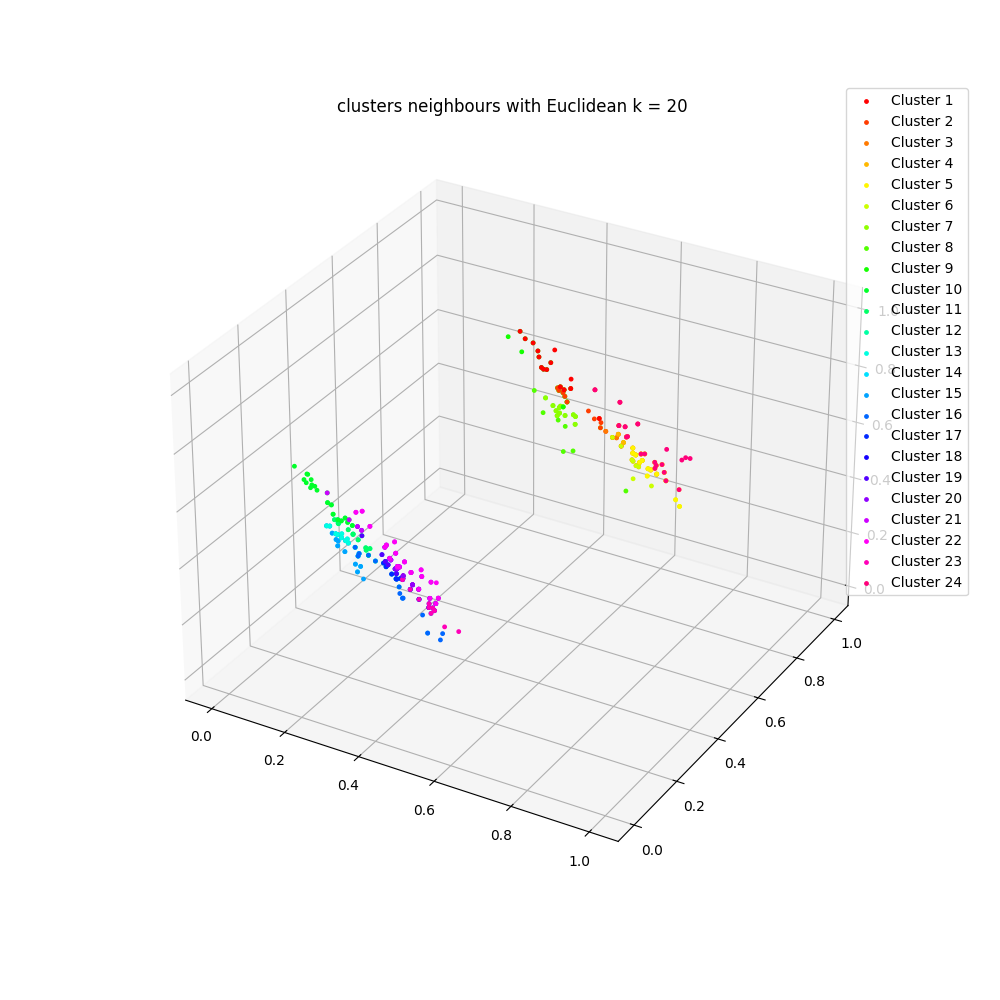 clusters neighbours with Euclidean k = 20
Cluster 1
Cluster 2
Cluster 3
Cluster 4
Cluster 5
Cluster 6
Cluster 7
Cluster 8
Cluster 9
Cluster 10
Cluster 11
Cluster 12
Cluster 13
Cluster 14
Cluster 15
Cluster 16
Cluster 17
Cluster 18
Cluster 19
Cluster 20
Cluster 21
Cluster 22
Cluster 23
Cluster 24
0.8
0.6
0.4
0.2
0.0
0.0
0.2
0.4
0.6
0.8
1.0
0.0
0.2
0.4
0.6
0.8
1.0